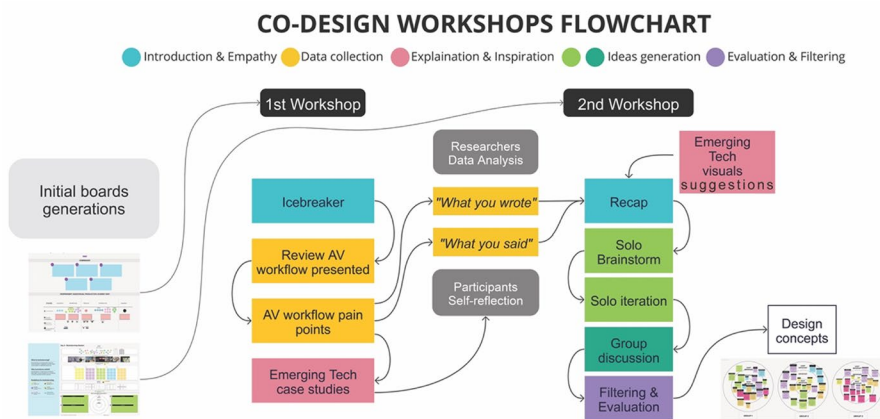 CO-DESIGN WORKSHOPS FLOWCHART
Introduction & Empathy
Data collection
Explaination & Inspiration
Ideas generation
Evaluation & Filtering
1st Workshop
2nd Workshop
Initial boards
generations
Researchers
Data Analysis
Emerging
Tech
visuals
suggestions
Icebreaker
"What you wrote"
Recap
Review AV
workflow presented
"What you said"
Solo
Brainstorm
AV workflow pain
points
Participants
Self-reflection
Solo iteration
Emerging Tech
case studies
Group
discussion
Design
concepts
Filtering &
Evaluation